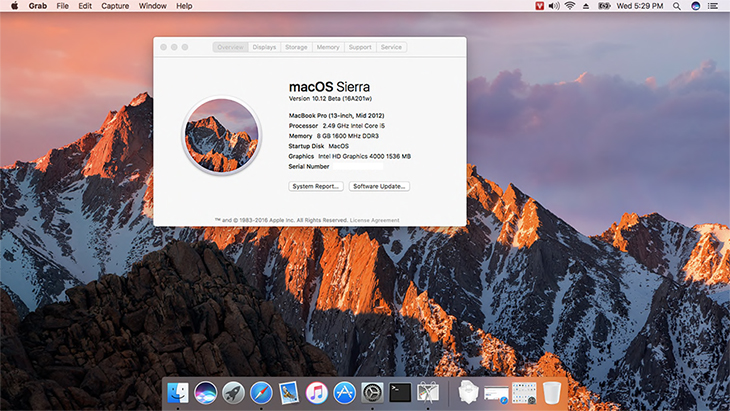 Grab File Edit Capture Window Help Wed 5:29 PM
Overview Displays Storage Memory Support Service
macOS Sierra
Version 10.12 Beta (16A201w)
MacBook Pro (13-inch, Mid 2012)
Processor 2.49 GHz Intel Core i5
Memory 8 GB 1600 MHz DDR3
Startup Disk MacOS
Graphics Intel HD Graphics 4000 1536 MB
Serial Number
System Report... Software Update...
™ and © 1983-2016 Apple Inc. All Rights Reserved. License Agreement